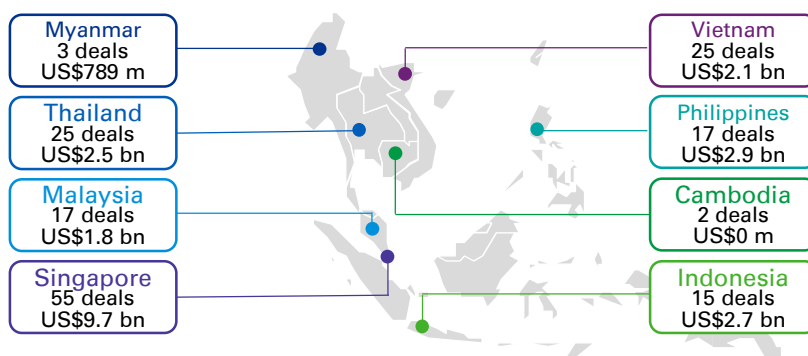 Myanmar
3 deals
US$789 m
Thailand
25 deals
US$2.5 bn
Malaysia
17 deals
US$1.8 bn
Singapore
55 deals
US$9.7 bn
Vietnam
25 deals
US$2.1 bn
Philippines
17 deals
US$2.9 bn
Cambodia
2 deals
US$0 m
Indonesia
15 deals
US$2.7 bn